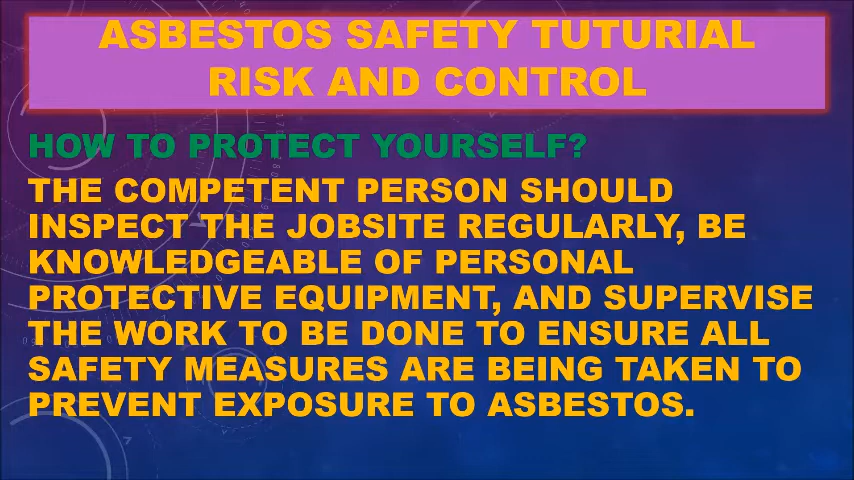 ASBESTOS SAFETY TUTURIAL
RISK AND CONTROL
HOW TO PROTECT YOURSELF?
THE COMPETENT PERSON SHOULD
INSPECT THE JOBSITE REGULARLY, BE
KNOWLEDGEABLE OF PERSONAL
PROTECTIVE EQUIPMENT, AND SUPERVISE
THE WORK TO BE DONE TO ENSURE ALL
SAFETY MEASURES ARE BEING TAKEN TO
PREVENT EXPOSURE TO ASBESTOS.